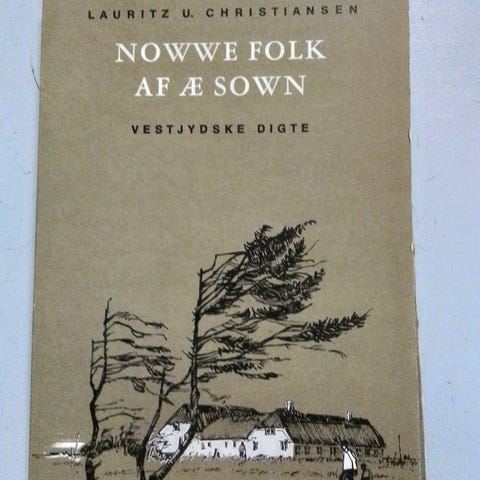 LAURITZ U. CHRISTIANSEN
NOWWE FOLK
AF Æ SOWN
VESTJYDSKE DIGTE